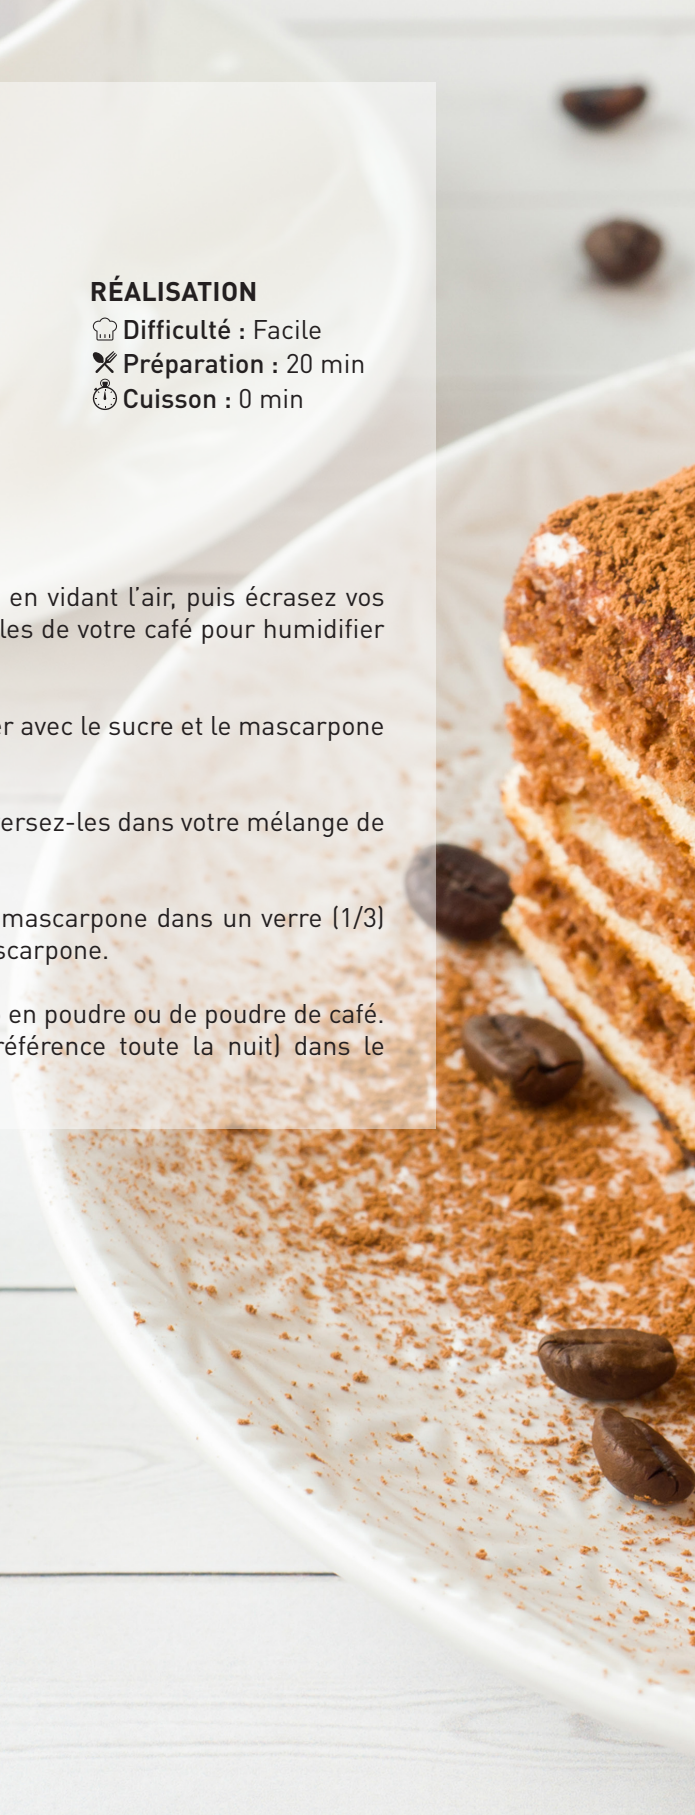 RÉALISATION
Difficulté : Facile
Préparation : 20 min
Cuisson : 0 min
en vidant l’air, puis écrasez vos
les de votre café pour humidifier
er avec le sucre et le mascarpone
ersez-les dans votre mélange de
mascarpone dans un verre (1/3)
scarpone.
en poudre ou de poudre de café.
référence toute la nuit) dans le